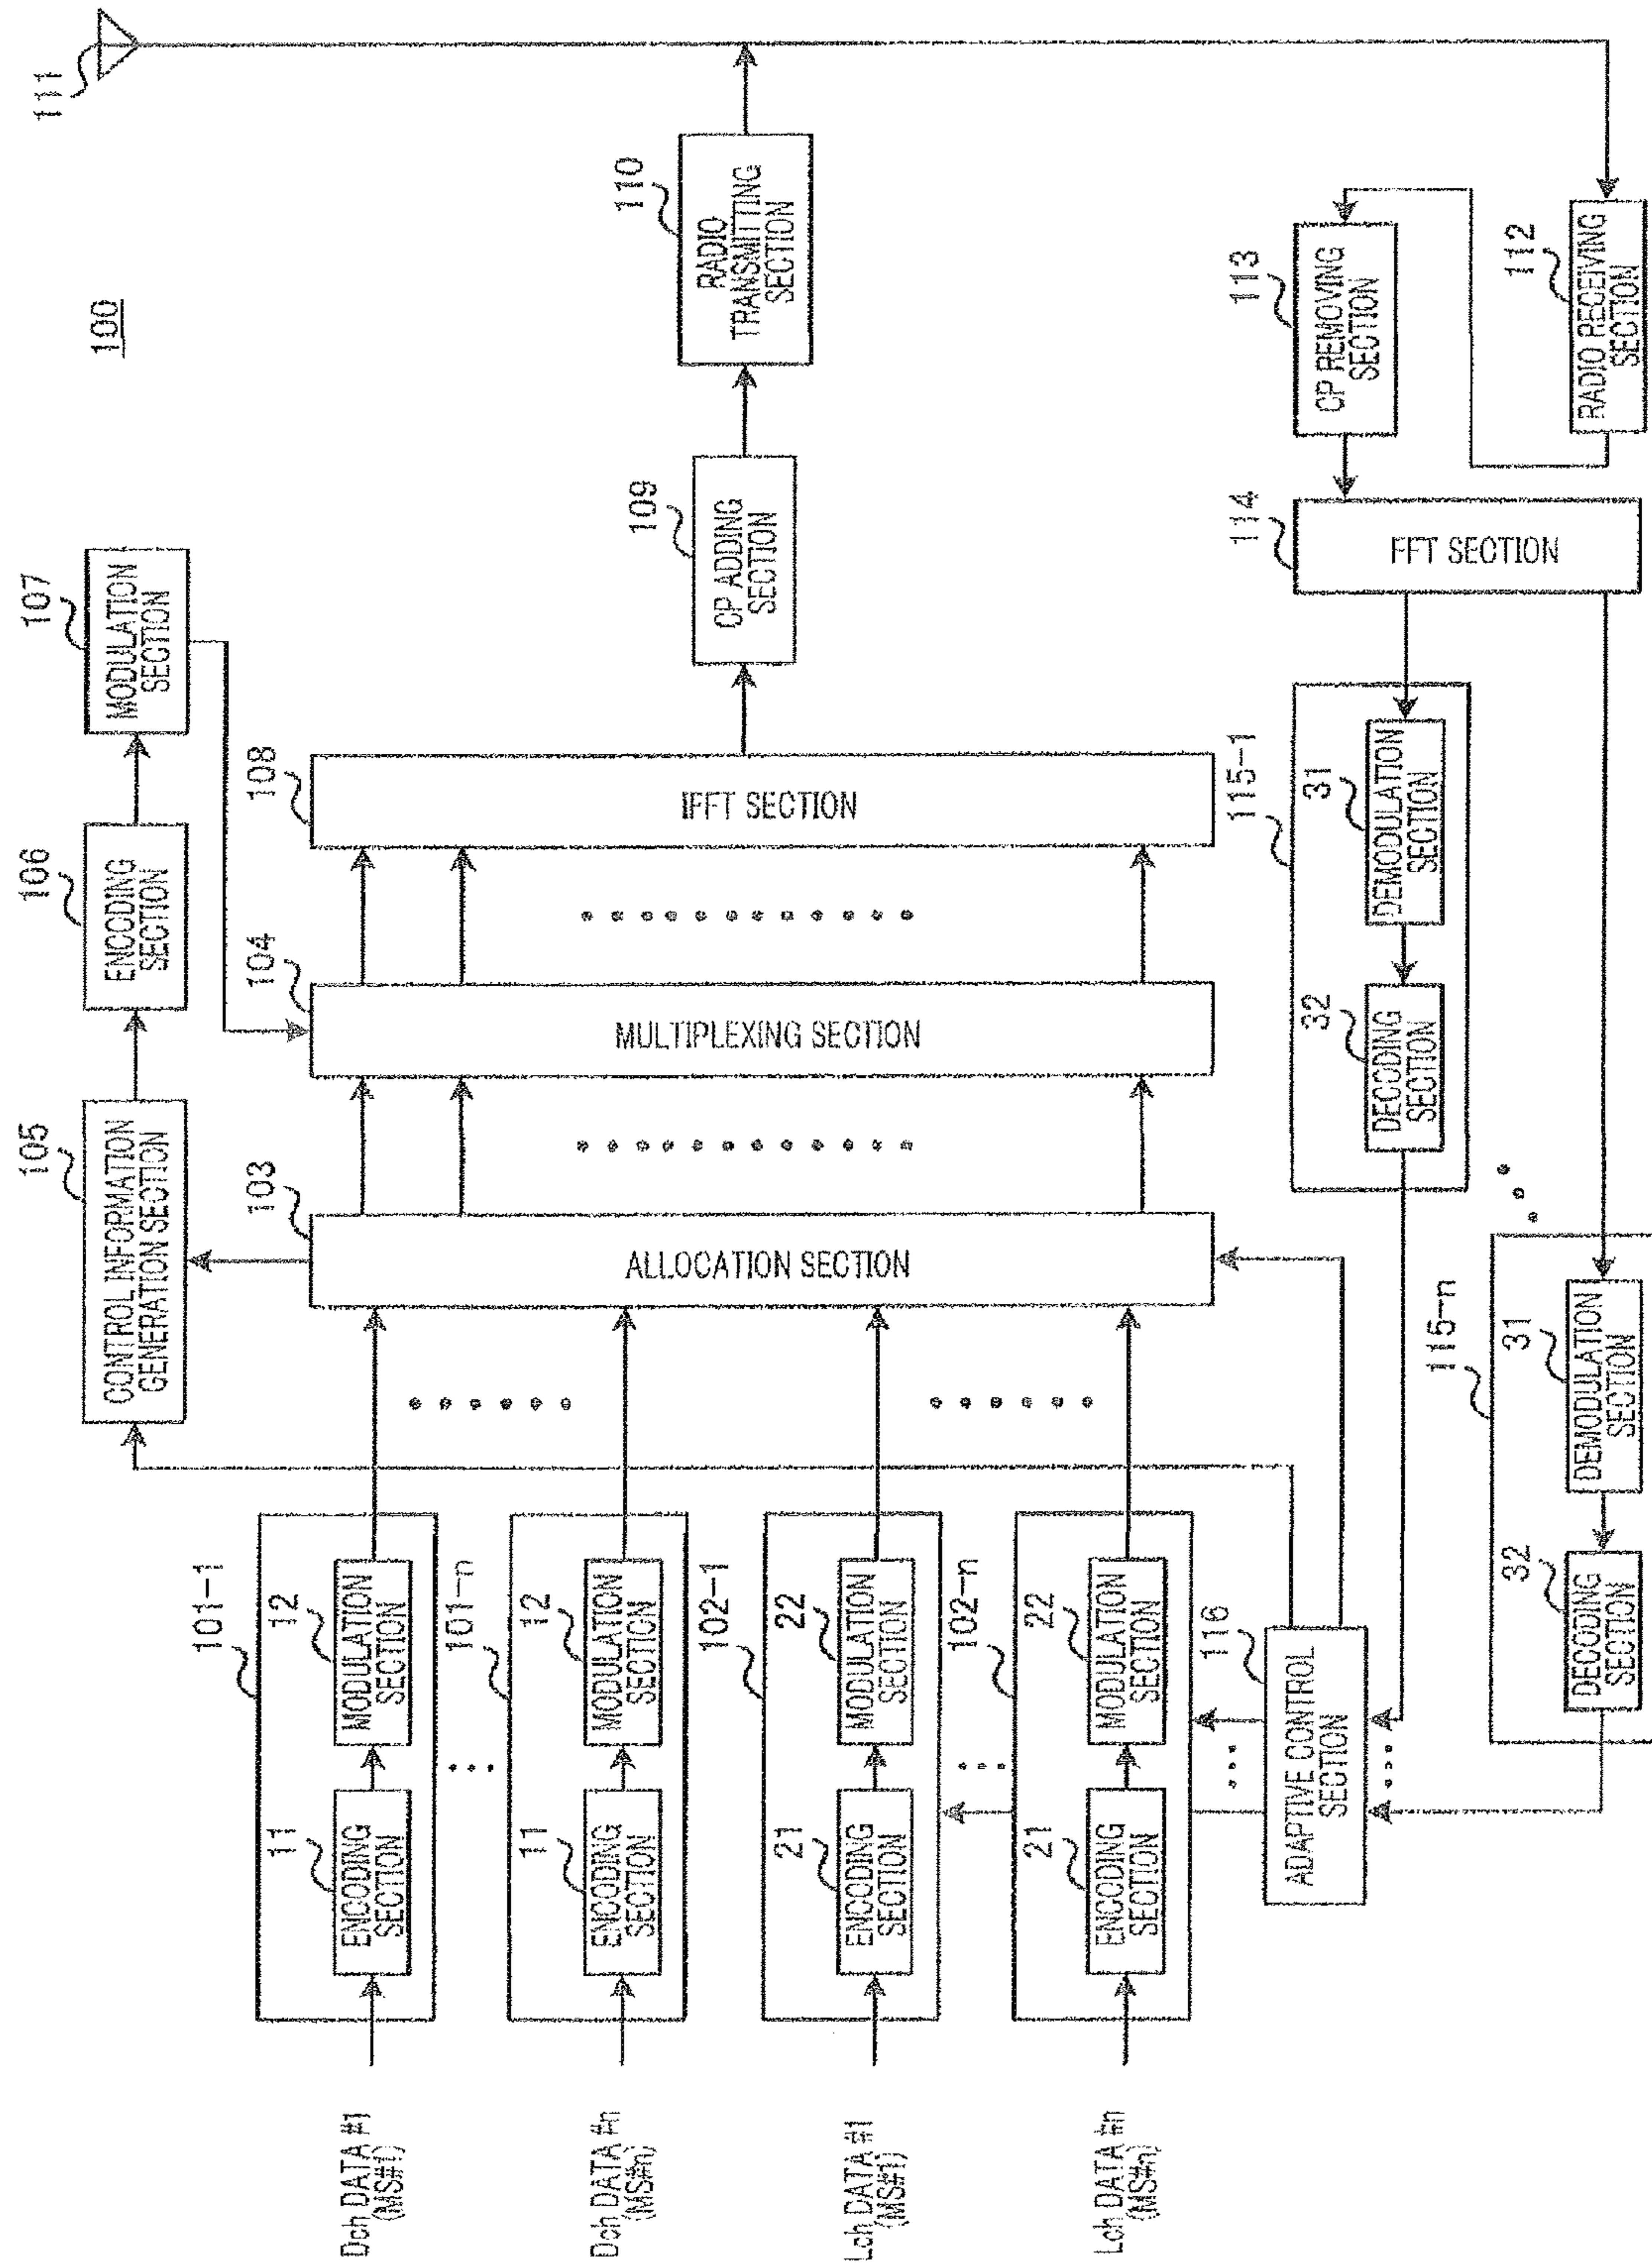 100
111
105
CONTROL INFORMATION
GENERATION SECTION
106
ENCODING
SECTION
107
MODULATION
SECTION
101-1
11
ENCODING
SECTION
12
MODULATION
SECTION
Dch DATA #1
(MS#1)
101-n
11
ENCODING
SECTION
12
MODULATION
SECTION
Dch DATA #n
(MS#n)
102-1
21
ENCODING
SECTION
22
MODULATION
SECTION
Lch DATA #1
(MS#1)
102-n
21
ENCODING
SECTION
22
MODULATION
SECTION
Lch DATA #n
(MS#n)
103
ALLOCATION SECTION
104
MULTIPLEXING SECTION
108
IFFT SECTION
109
CP ADDING
SECTION
110
RADIO
TRANSMITTING
SECTION
116
ADAPTIVE CONTROL
SECTION
115-1
32
DECODING
SECTION
31
DEMODULATION
SECTION
114
FFT SECTION
113
CP REMOVING
SECTION
112
RADIO RECEIVING
SECTION
115-n
32
DECODING
SECTION
31
DEMODULATION
SECTION